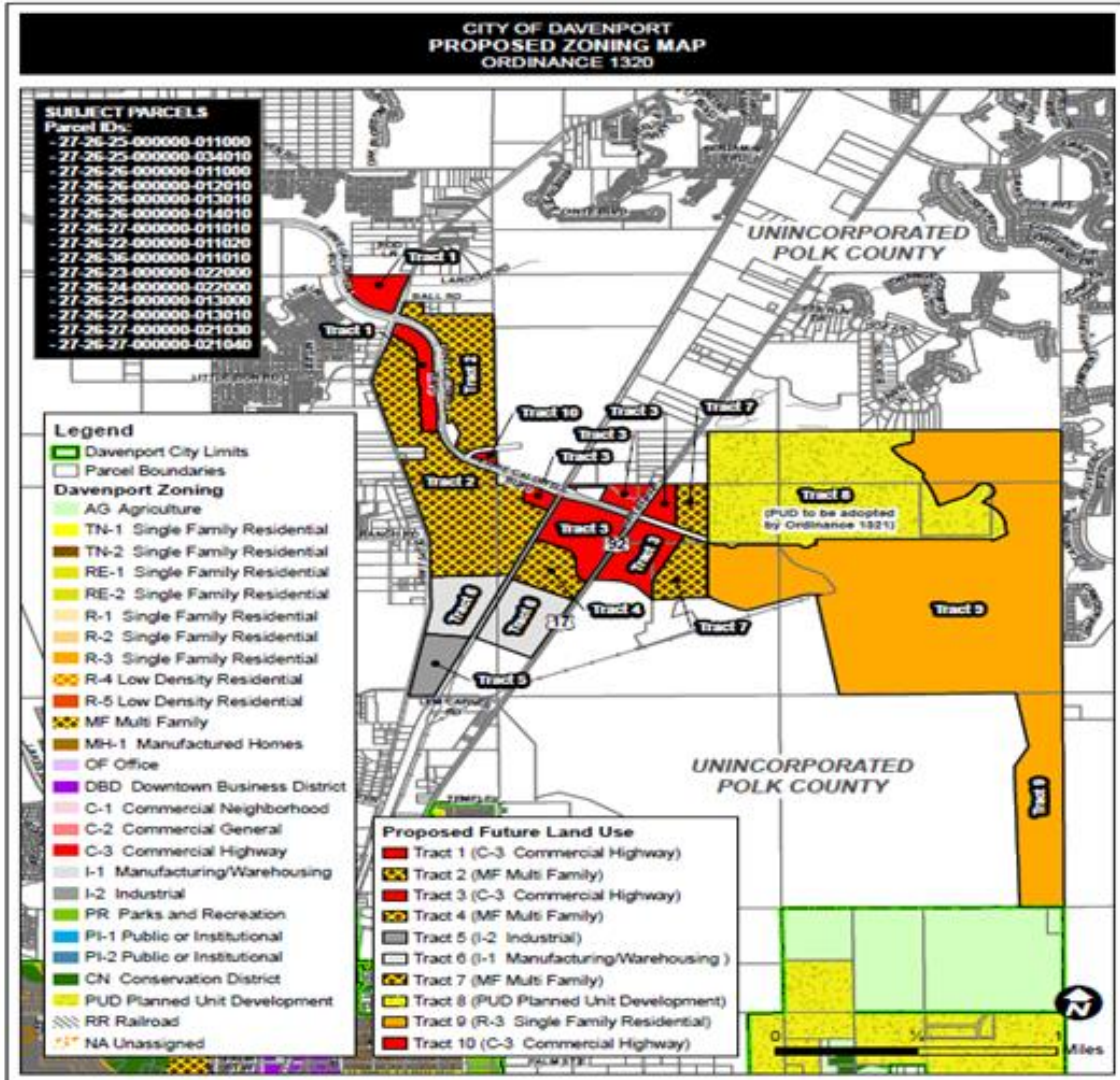 CITY OF DAVENPORT
PROPOSED ZONING MAP
ORDINANCE 1320
SUBJECT PARCELS
Parcel IDs:
- 27-26-25-000000-011000
- 27-26-25-000000-034010
- 27-26-26-000000-011000
- 27-26-26-000000-012010
- 27-26-26-000000-013010
- 27-26-26-000000-014010
- 27-26-27-000000-011010
- 27-26-22-000000-011020
- 27-26-36-000000-011010
- 27-26-23-000000-022000
- 27-26-24-000000-022000
- 27-26-25-000000-013000
- 27-26-22-000000-013010
- 27-26-27-000000-021030
- 27-26-27-000000-021040
UNINCORPORATED
POLK COUNTY
Tract 1
BALL RD
Tract 1
Tract 2
Tract 10
Tract 3
Tract 7
Tract 3
Tract 3
Tract 2
Tract 8
(PUD to be adopted
by Ordinance 1321)
Tract 3
Tract 3
Tract 9
Tract 4
Tract 6
Tract 6
17
Tract 7
Tract 5
Tract 9
UNINCORPORATED
POLK COUNTY
Legend
Davenport City Limits
Parcel Boundaries
Davenport Zoning
AG Agriculture
TN-1 Single Family Residential
TN-2 Single Family Residential
RE-1 Single Family Residential
RE-2 Single Family Residential
R-1 Single Family Residential
R-2 Single Family Residential
R-3 Single Family Residential
R-4 Low Density Residential
R-5 Low Density Residential
MF Multi Family
MH-1 Manufactured Homes
OF Office
DBD Downtown Business District
C-1 Commercial Neighborhood
C-2 Commercial General
C-3 Commercial Highway
I-1 Manufacturing/Warehousing
I-2 Industrial
PR Parks and Recreation
PI-1 Public or Institutional
PI-2 Public or Institutional
CN Conservation District
PUD Planned Unit Development
RR Railroad
NA Unassigned
Proposed Future Land Use
Tract 1 (C-3 Commercial Highway)
Tract 2 (MF Multi Family)
Tract 3 (C-3 Commercial Highway)
Tract 4 (MF Multi Family)
Tract 5 (I-2 Industrial)
Tract 6 (I-1 Manufacturing/Warehousing )
Tract 7 (MF Multi Family)
Tract 8 (PUD Planned Unit Development)
Tract 9 (R-3 Single Family Residential)
Tract 10 (C-3 Commercial Highway)
N
0 ½ 1
Miles